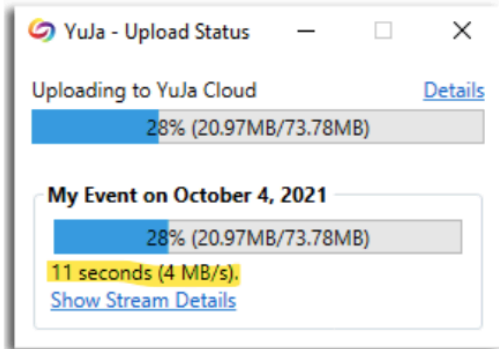 YuJa - Upload Status
Uploading to YuJa Cloud Details
28% (20.97MB/73.78MB)
My Event on October 4, 2021
28% (20.97MB/73.78MB)
11 seconds (4 MB/s).
Show Stream Details